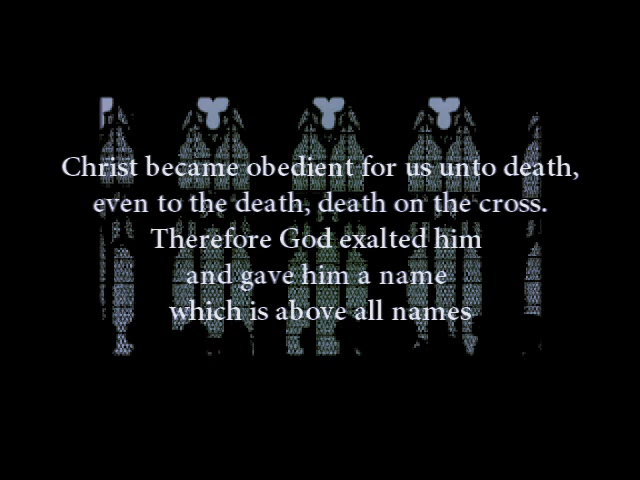 Christ became obedient for us unto death,
even to the death, death on the cross.
Therefore God exalted him
and gave him a name
which is above all names